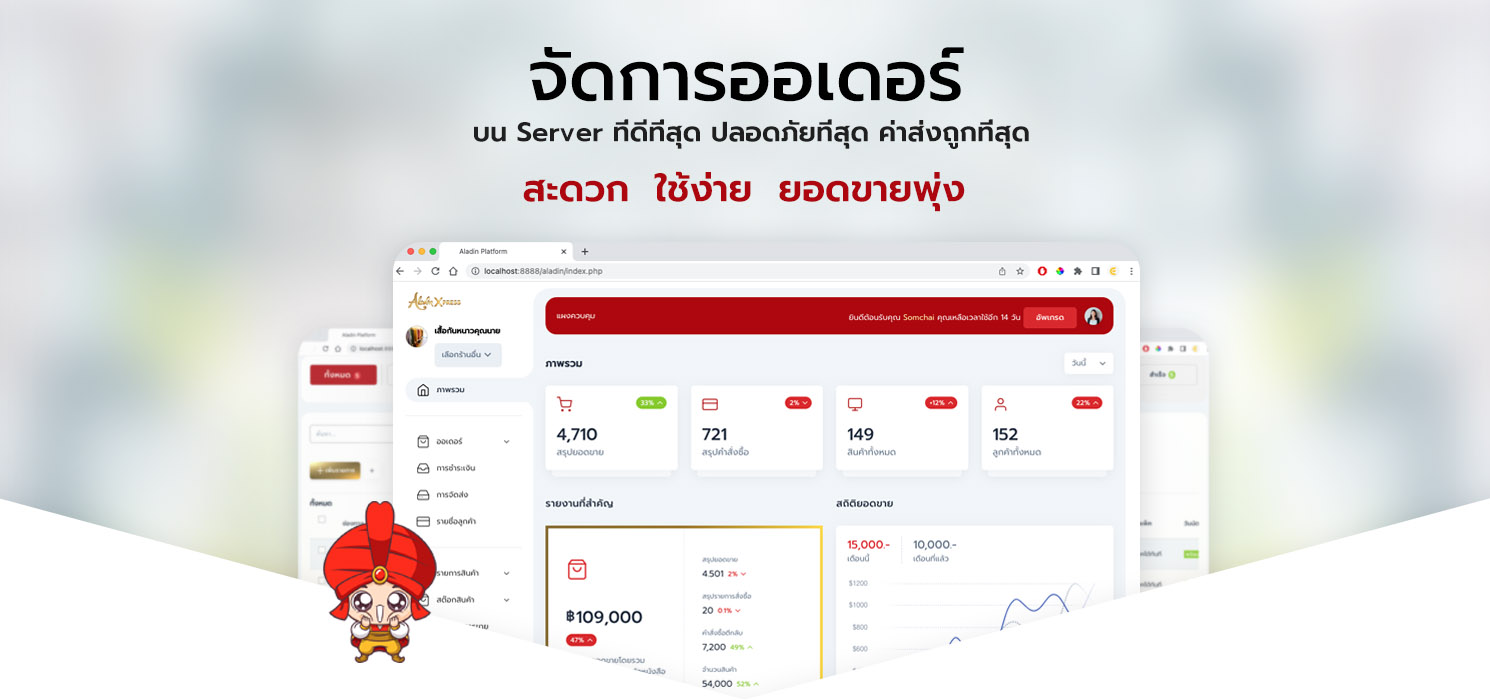 จัดการออเดอร์
บน Server ที่ดีที่สุด ปลอดภัยที่สุด ค่าส่งถูกที่สุด
สะดวก ใช้ง่าย ยอดขายพุ่ง
Aladin Platform
localhost:8888/aladin/index.php
Aladin XPRESS
เสื้อกันหนาวคุณนาย
เลือกร้านอื่น
ภาพรวม
ออเดอร์
การชำระเงิน
การจัดส่ง
รายชื่อลูกค้า
รายการสินค้า
สต๊อกสินค้า
แผงควบคุม
ยินดีต้อนรับคุณ Somchai คุณเหลือเวลาใช้อีก 14 วัน
อัพเกรด
ภาพรวม
วันนี้
33%
4,710
สรุปยอดขาย
2%
721
สรุปคำสั่งซื้อ
+12%
149
สินค้าทั้งหมด
22%
152
ลูกค้าทั้งหมด
รายงานที่สำคัญ
฿109,000
47%
สรุปยอดขาย
4.501 2%
สรุปรายการสั่งซื้อ
20 0.1%
คำสั่งซื้อตีกลับ
7,200 49%
จำนวนสินค้า
54,000 52%
สถิติยอดขาย
15,000.-
เดือนนี้
10,000.-
เดือนที่แล้ว
$1200
$1000
$800
$600
Aladin Platform
ทั้งหมด 5
ค้นหา...
+ เพิ่มรายการ
ทั้งหมด
สำเร็จ